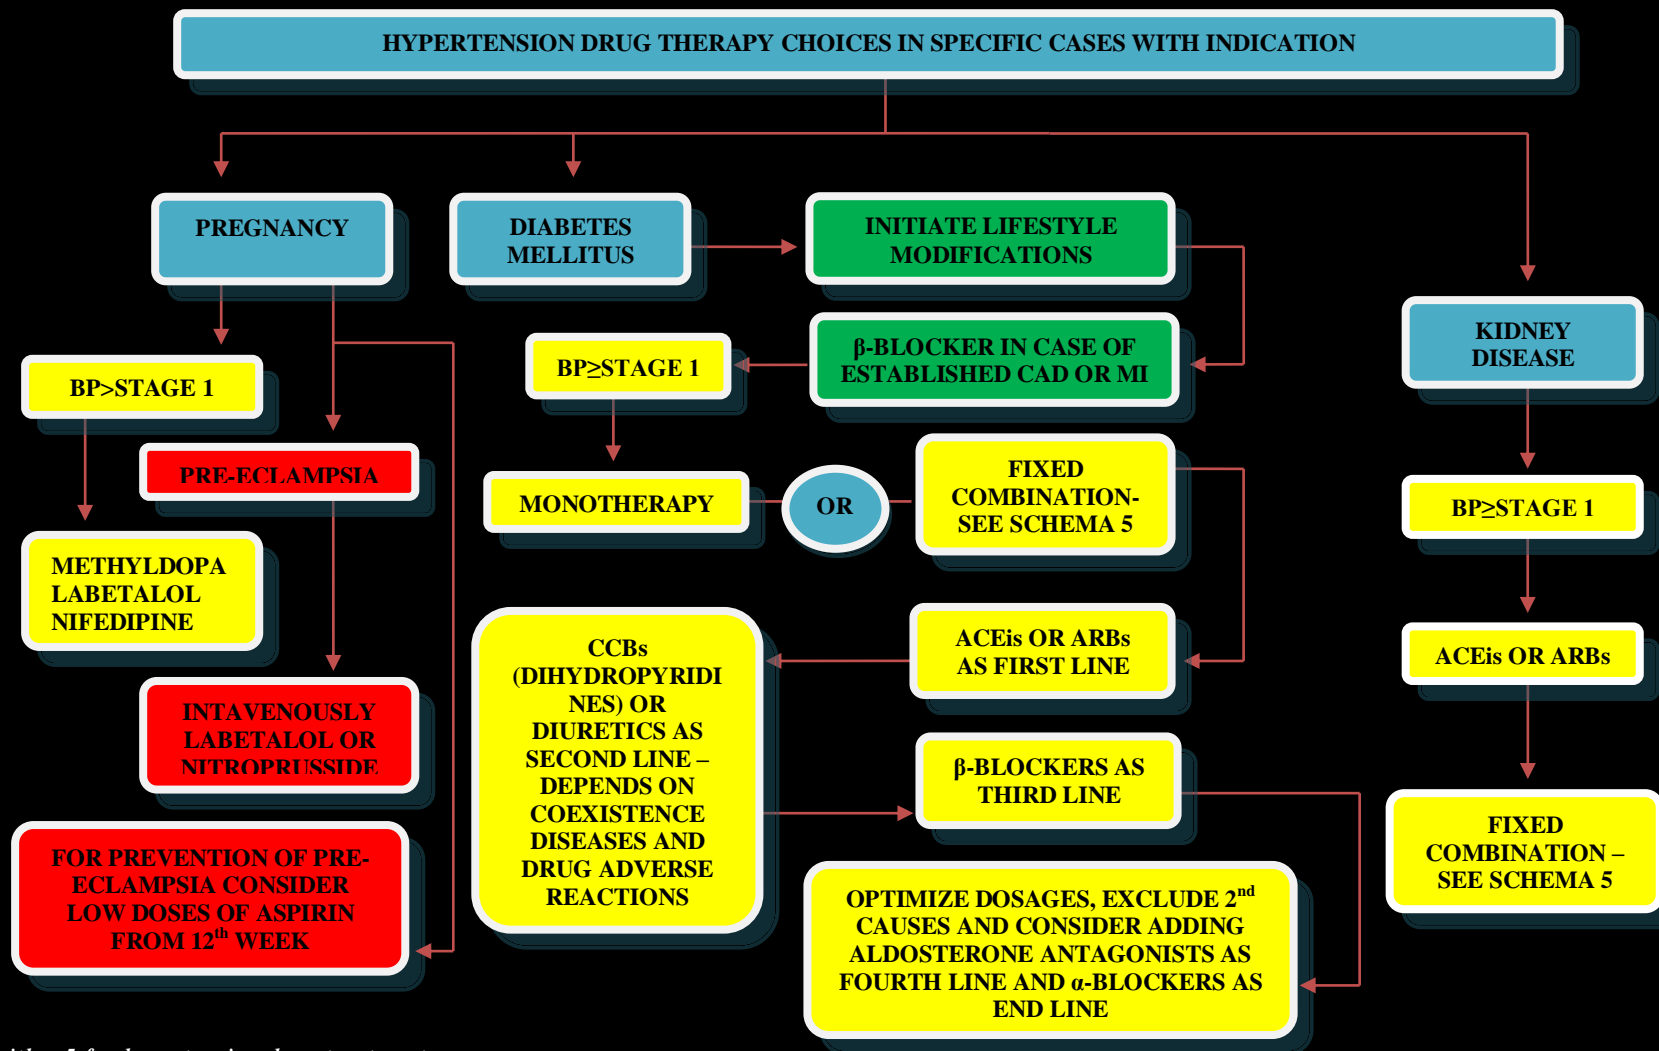 HYPERTENSION DRUG THERAPY CHOICES IN SPECIFIC CASES WITH INDICATION
PREGNANCY
BP>STAGE 1
METHYLDOPA
LABETALOL
NIFEDIPINE
PRE-ECLAMPSIA
INTAVENOUSLY
LABETALOL OR
NITROPRUSSIDE
FOR PREVENTION OF PRE-
ECLAMPSIA CONSIDER
LOW DOSES OF ASPIRIN
FROM 12th WEEK
DIABETES
MELLITUS
INITIATE LIFESTYLE
MODIFICATIONS
β-BLOCKER IN CASE OF
ESTABLISHED CAD OR MI
BP≥STAGE 1
MONOTHERAPY
OR
FIXED
COMBINATION-
SEE SCHEMA 5
ACEis OR ARBs
AS FIRST LINE
CCBs
(DIHYDROPYRIDI
NES) OR
DIURETICS AS
SECOND LINE –
DEPENDS ON
COEXISTENCE
DISEASES AND
DRUG ADVERSE
REACTIONS
β-BLOCKERS AS
THIRD LINE
OPTIMIZE DOSAGES, EXCLUDE 2nd
CAUSES AND CONSIDER ADDING
ALDOSTERONE ANTAGONISTS AS
FOURTH LINE AND α-BLOCKERS AS
END LINE
KIDNEY
DISEASE
BP≥STAGE 1
ACEis OR ARBs
FIXED
COMBINATION –
SEE SCHEMA 5